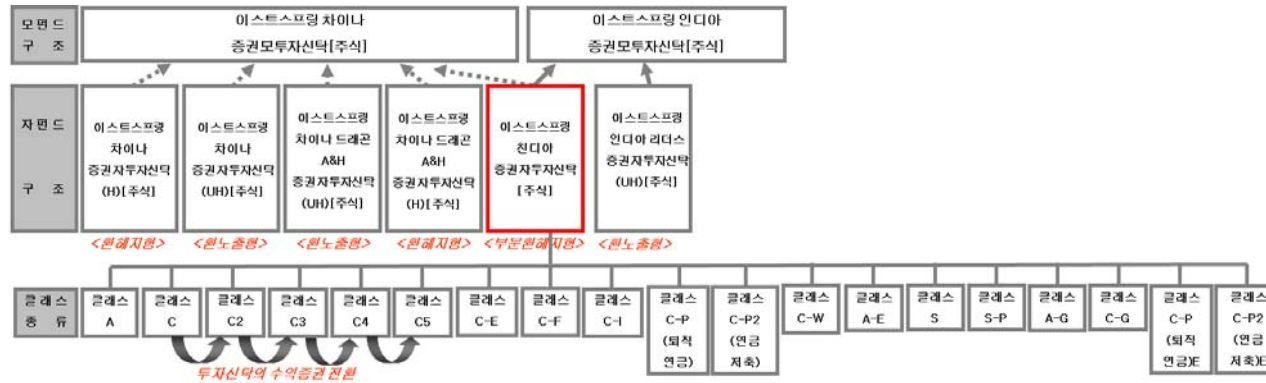 모펀드
구 조
이스트스프링 차이나
증권모투자신탁[주식]
이스트스프링 인디아
증권모투자신탁[주식]
자펀드
구 조
이스트스프링
차이나
증권자투자신탁
(H)[주식]
이스트스프링
차이나
증권자투자신탁
(UH)[주식]
이스트스프링
차이나 드래곤
A&H
증권자투자신탁
(UH)[주식]
이스트스프링
차이나 드래곤
A&H
증권자투자신탁
(H)[주식]
이스트스프링
친디아
증권자투자신탁
[주식]
이스트스프링
인디아 리더스
증권자투자신탁
(UH)[주식]
<환헤지형>
<환노출형>
<환노출형>
<환헤지형>
<부분환헤지형>
<환노출형>
클래스
종 류
클래스
A
클래스
C
클래스
C2
클래스
C3
클래스
C4
클래스
C5
클래스
C-E
클래스
C-F
클래스
C-I
클래스
C-P
(퇴직
연금)
클래스
C-P2
(연금
저축)
클래스
C-W
클래스
A-E
클래스
S
클래스
S-P
클래스
A-G
클래스
C-G
클래스
C-P
(퇴직
연금)E
클래스
C-P2
(연금
저축)E
투자신탁의 수익증권 전환